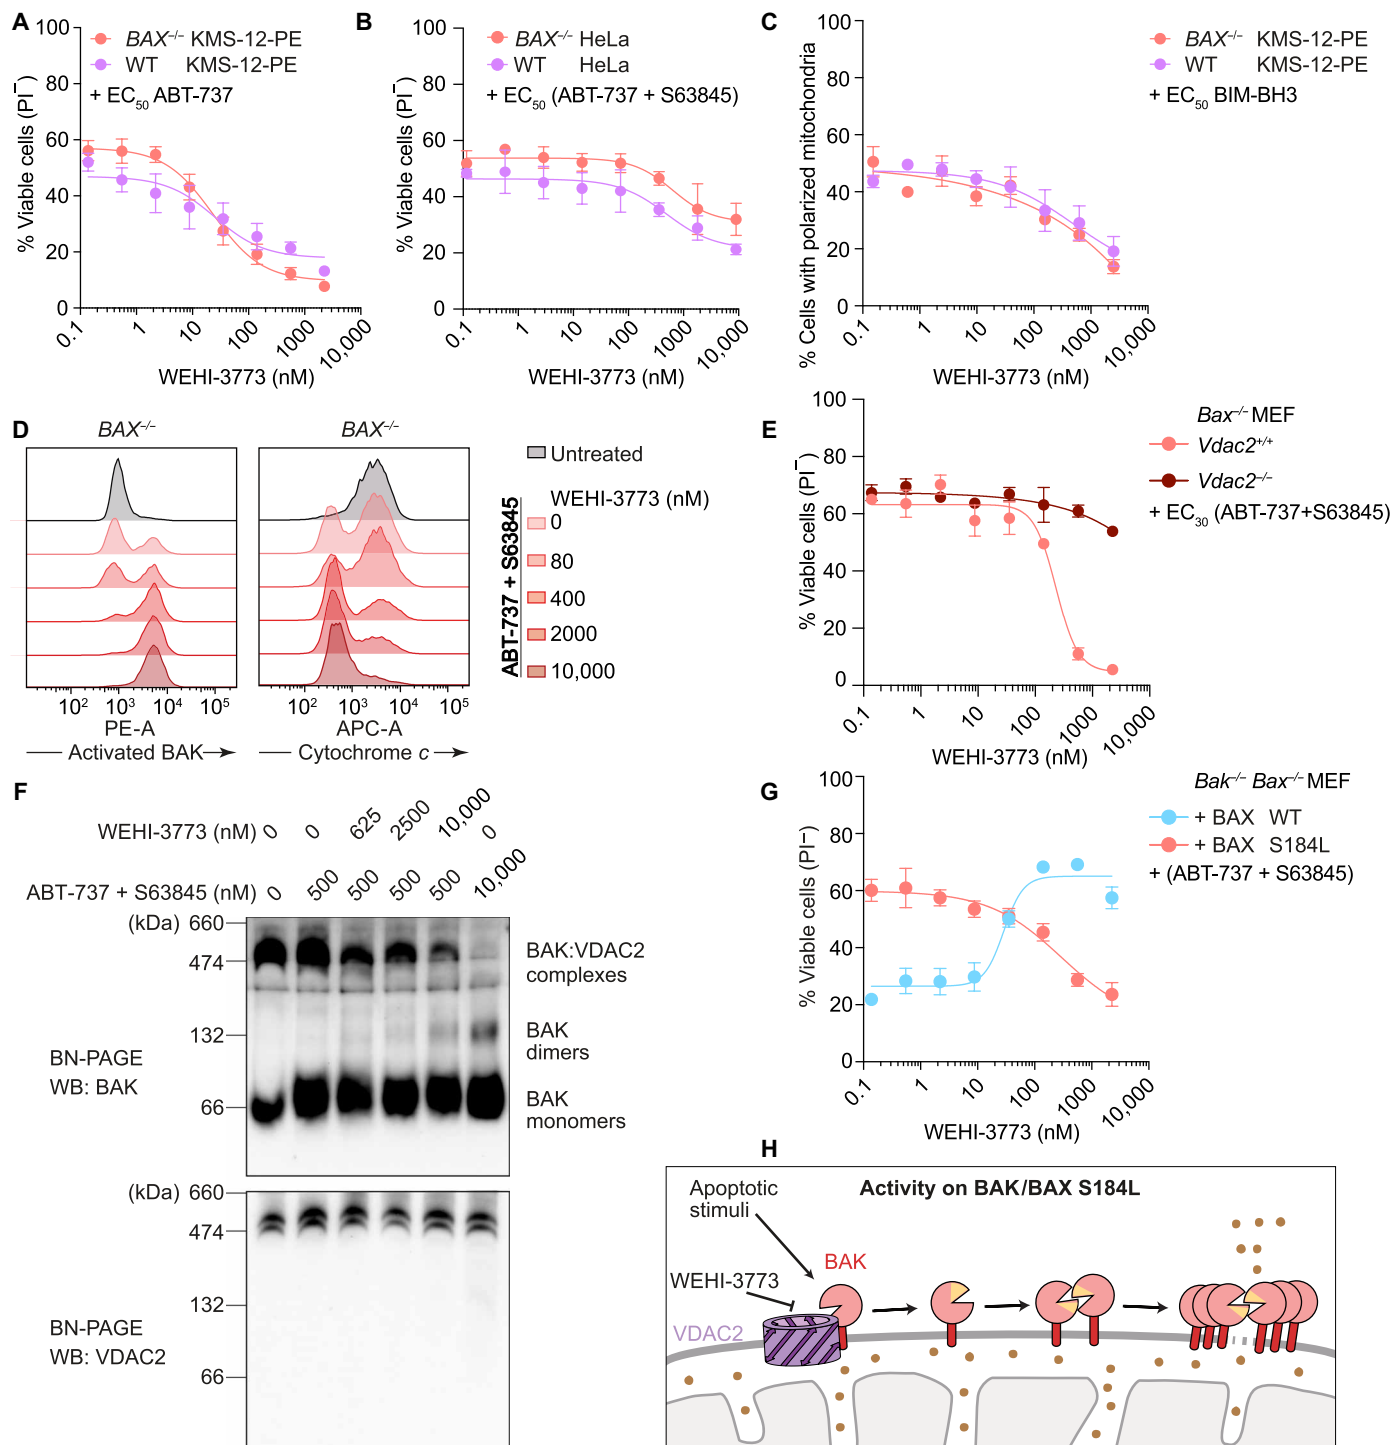 A
100
80
60
40
20
0
% Viable cells (PI⁻)
BAX⁻/⁻ KMS-12-PE
WT KMS-12-PE
+ EC50 ABT-737
0.1 1 10 100 1000 10,000
WEHI-3773 (nM)
B
100
80
60
40
20
0
% Viable cells (PI⁻)
BAX⁻/⁻ HeLa
WT HeLa
+ EC50 (ABT-737 + S63845)
0.1 1 10 100 1000 10,000
WEHI-3773 (nM)
C
100
80
60
40
20
0
% Cells with polarized mitochondria
BAX⁻/⁻ KMS-12-PE
WT KMS-12-PE
+ EC50 BIM-BH3
0.1 1 10 100 1000 10,000
WEHI-3773 (nM)
D
BAX⁻/⁻
BAX⁻/⁻
10² 10³ 10⁴ 10⁵
PE-A
Activated BAK
10² 10³ 10⁴ 10⁵
APC-A
Cytochrome c
Untreated
WEHI-3773 (nM)
ABT-737 + S63845
0
80
400
2000
10,000
E
100
80
60
40
20
0
% Viable cells (PI⁻)
Bax⁻/⁻ MEF
Vdac2⁺/⁺
Vdac2⁻/⁻
+ EC30 (ABT-737+S63845)
0.1 1 10 100 1000 10,000
WEHI-3773 (nM)
F
WEHI-3773 (nM) 0 0 625 2500 10,000 0
ABT-737 + S63845 (nM) 0 500 500 500 500 10,000
(kDa)
660
474
132
66
BN-PAGE
WB: BAK
BAK:VDAC2
complexes
BAK
dimers
BAK
monomers
(kDa)
660
474
132
66
BN-PAGE
WB: VDAC2
G
100
80
60
40
20
0
% Viable cells (PI⁻)
Bak⁻/⁻ Bax⁻/⁻ MEF
+ BAX WT
+ BAX S184L
+ (ABT-737 + S63845)
0.1 1 10 100 1000 10,000
WEHI-3773 (nM)
H
Activity on BAK/BAX S184L
Apoptotic
stimuli
BAK
WEHI-3773
VDAC2